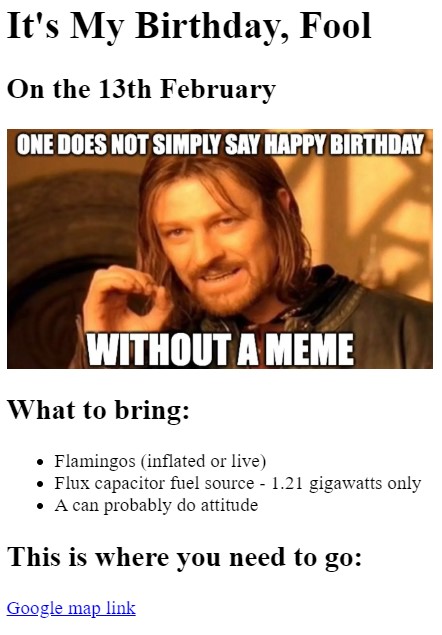 It's My Birthday, Fool
On the 13th February
ONE DOES NOT SIMPLY SAY HAPPY BIRTHDAY
WITHOUT A MEME
What to bring:
Flamingos (inflated or live)
Flux capacitor fuel source - 1.21 gigawatts only
A can probably do attitude
This is where you need to go:
Google map link